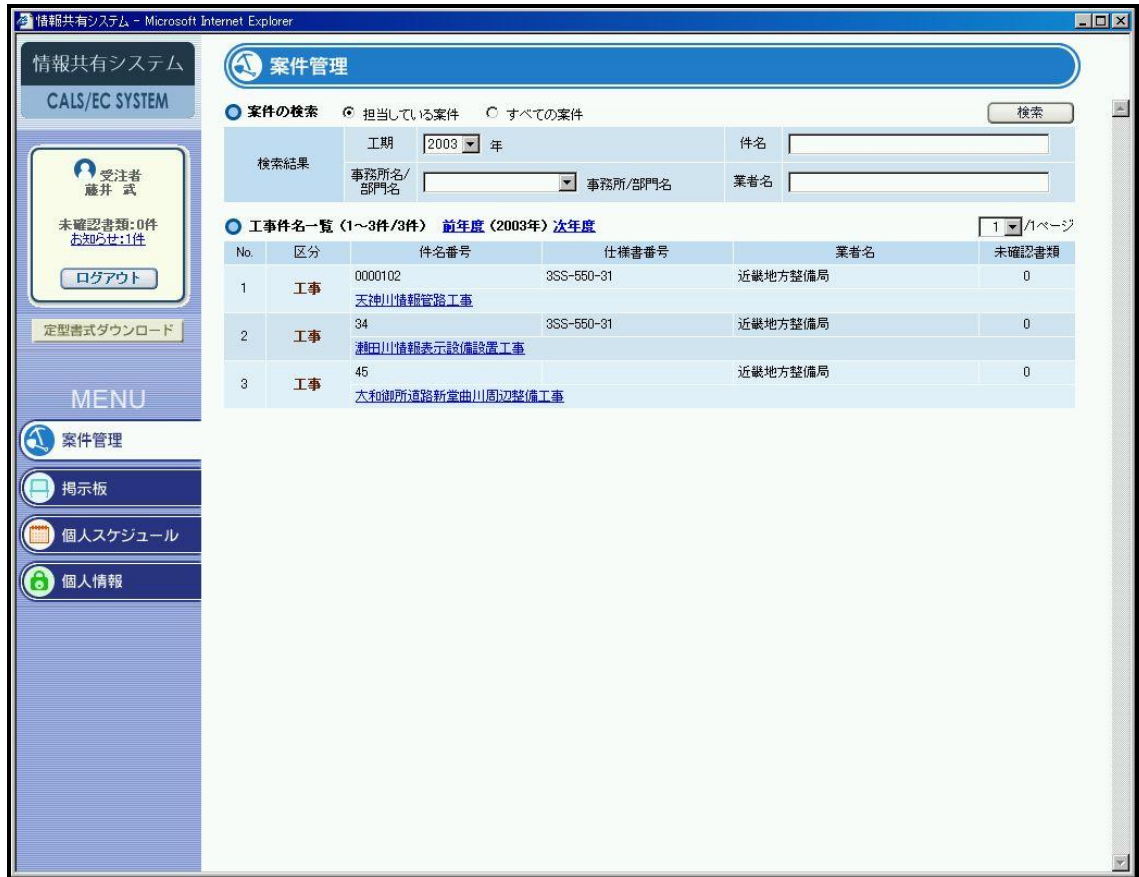 情報共有システム - Microsoft Internet Explorer
情報共有システム
CALS/EC SYSTEM
受注者
藤井 武
未確認書類:0件
お知らせ:1件
ログアウト
定型書式ダウンロード
MENU
案件管理
掲示板
個人スケジュール
個人情報
案件管理
案件の検索 担当している案件 すべての案件 検索
検索結果 工期 2003 年 件名
事務所名/部門名 事務所/部門名 業者名
工事件名一覧 (1～3件/3件) 前年度 (2003年) 次年度 1 /1ページ
No. 区分 件名番号 仕様書番号 業者名 未確認書類
1 工事 0000102 3SS-550-31 近畿地方整備局 0
天神川情報管路工事
2 工事 34 3SS-550-31 近畿地方整備局 0
瀬田川情報表示設備設置工事
3 工事 45 近畿地方整備局 0
大和御所道路新堂曲川周辺整備工事